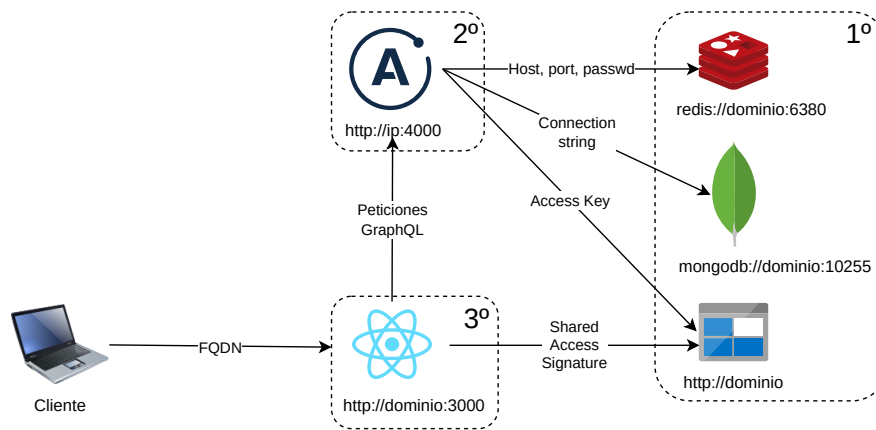 2º
1º
A
http://ip:4000
Host, port, passwd
redis://dominio:6380
Connection
string
Access Key
Peticiones
GraphQL
mongodb://dominio:10255
3º
FQDN
Shared
Access
Signature
http://dominio:3000
http://dominio
Cliente